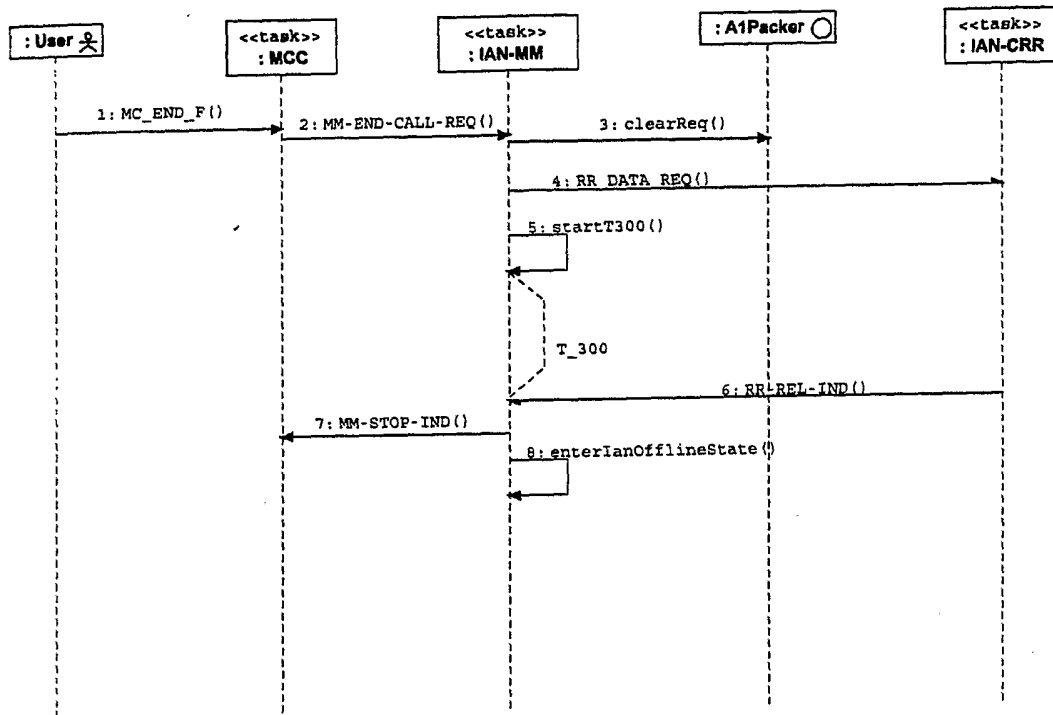 : User
<<task>>
: MCC
<<task>>
: IAN-MM
: A1Packer
<<task>>
: IAN-CRR
1: MC_END_F()
2: MM-END-CALL-REQ()
3: clearReq()
4: RR DATA REQ()
5: startT300()
T_300
6: RR-REL-IND()
7: MM-STOP-IND()
8: enterIanOfflineState()